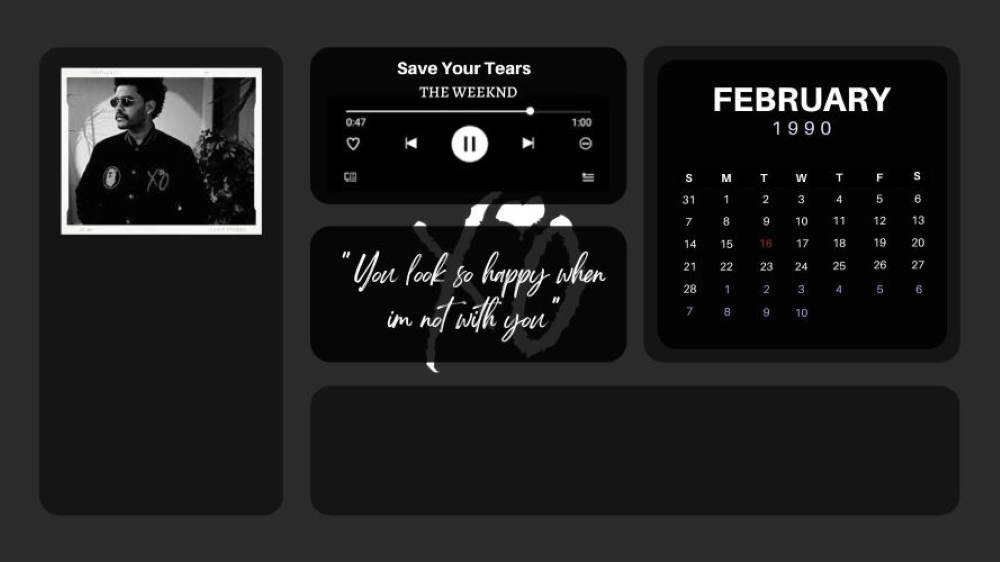 XO
Save Your Tears
THE WEEKND
0:47 1:00
XO
"You look so happy when
im not with you"
FEBRUARY
1990
S M T W T F S
31 1 2 3 4 5 6
7 8 9 10 11 12 13
14 15 16 17 18 19 20
21 22 23 24 25 26 27
28 1 2 3 4 5 6
7 8 9 10